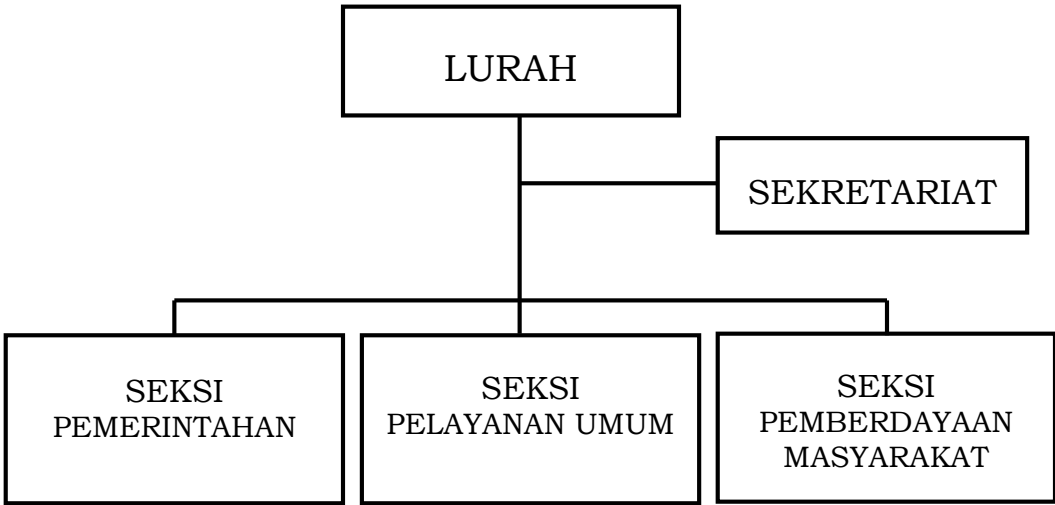 LURAH
SEKRETARIAT
SEKSI
PEMERINTAHAN
SEKSI
PELAYANAN UMUM
SEKSI
PEMBERDAYAAN
MASYARAKAT